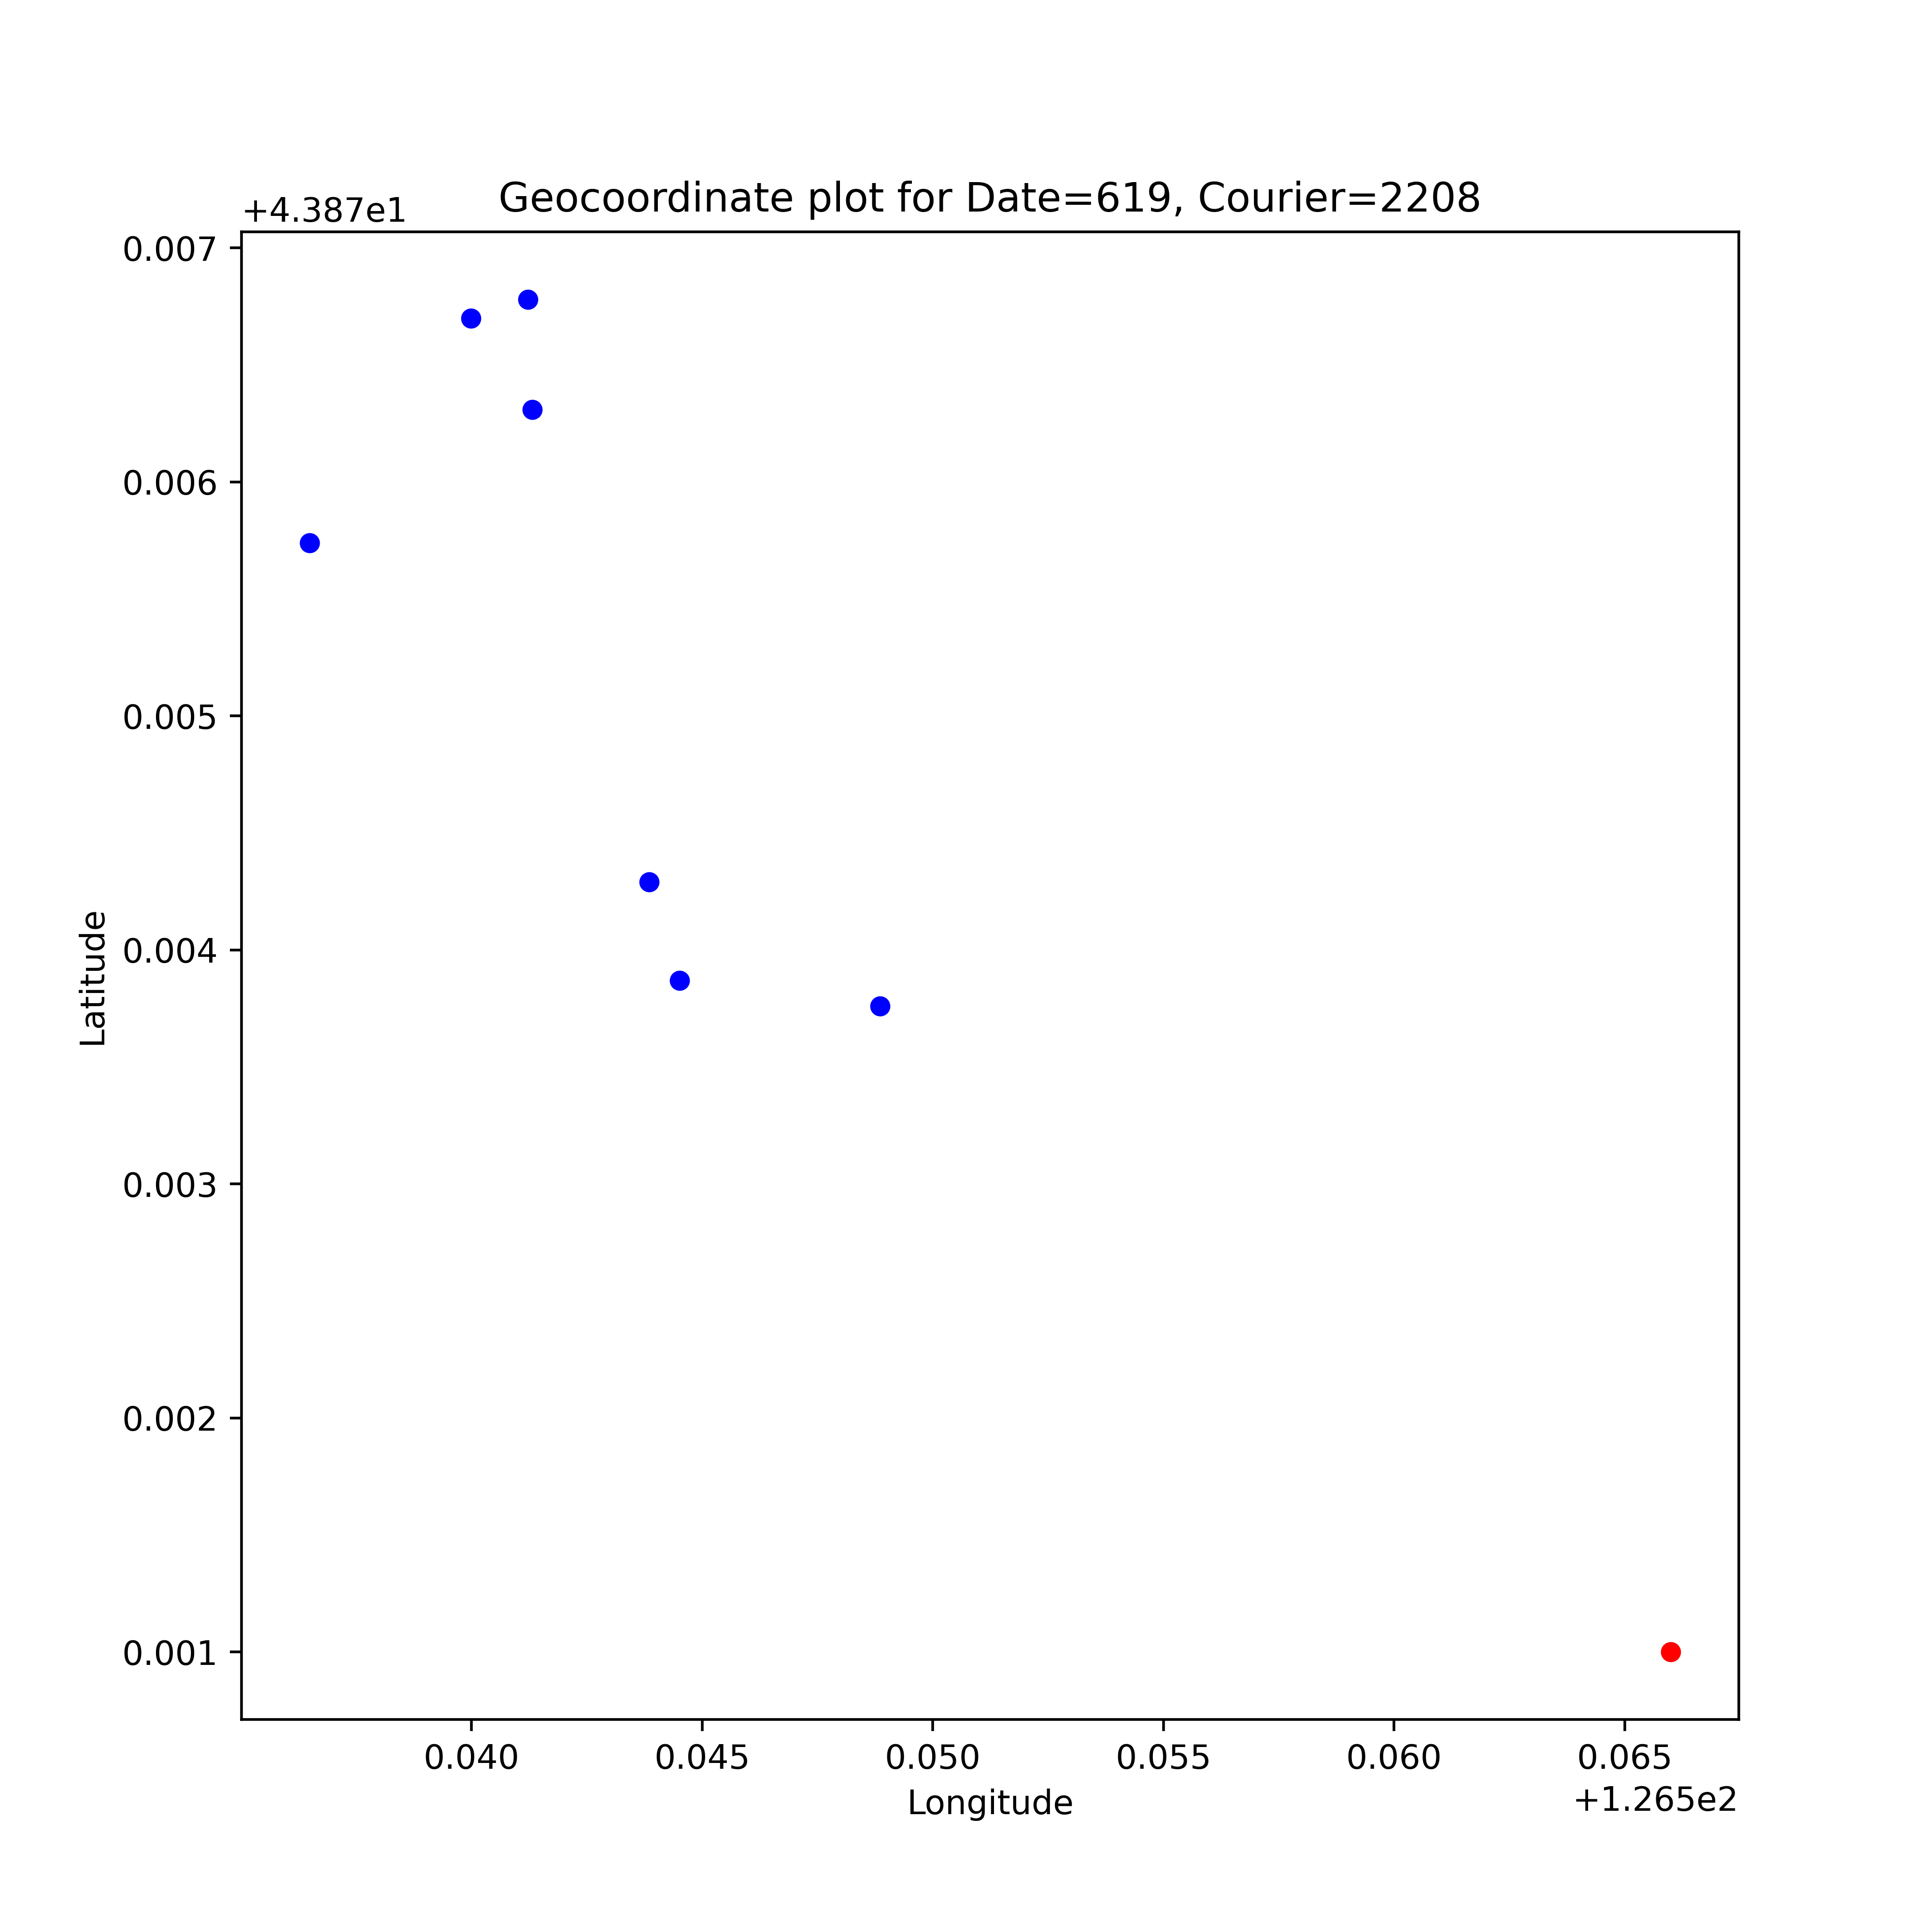 Geocoordinate plot for Date=619, Courier=2208
+4.387e1
0.007
0.006
0.005
0.004
0.003
0.002
0.001
Latitude
0.040 0.045 0.050 0.055 0.060 0.065
+1.265e2
Longitude